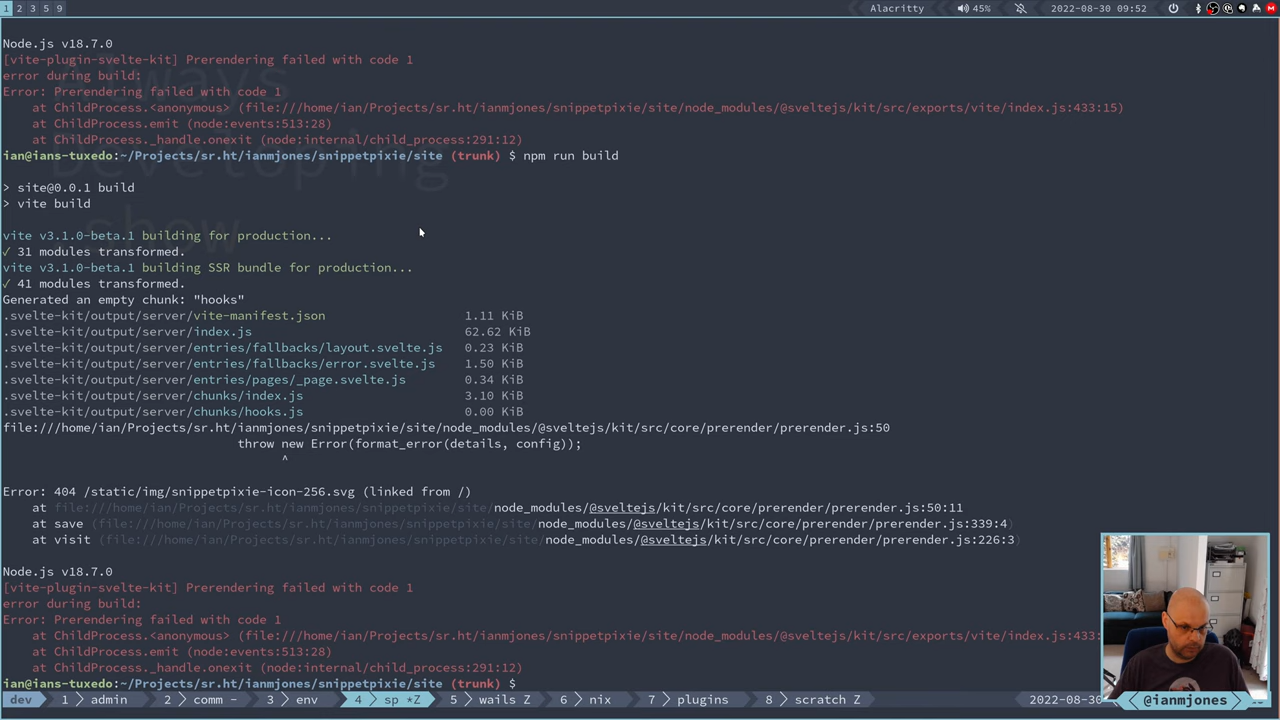 1 2 3 5 9 Alacritty 45% 2022-08-30 09:52
Node.js v18.7.0
[vite-plugin-svelte-kit] Prerendering failed with code 1
error during build:
Error: Prerendering failed with code 1
at ChildProcess.<anonymous> (file:///home/ian/Projects/sr.ht/ianmjones/snippetpixie/site/node_modules/@sveltejs/kit/src/exports/vite/index.js:433:15)
at ChildProcess.emit (node:events:513:28)
at ChildProcess._handle.onexit (node:internal/child_process:291:12)
ian@ians-tuxedo:~/Projects/sr.ht/ianmjones/snippetpixie/site (trunk) $ npm run build
> site@0.0.1 build
> vite build
vite v3.1.0-beta.1 building for production...
✓ 31 modules transformed.
vite v3.1.0-beta.1 building SSR bundle for production...
✓ 41 modules transformed.
Generated an empty chunk: "hooks"
.svelte-kit/output/server/vite-manifest.json 1.11 KiB
.svelte-kit/output/server/index.js 62.62 KiB
.svelte-kit/output/server/entries/fallbacks/layout.svelte.js 0.23 KiB
.svelte-kit/output/server/entries/fallbacks/error.svelte.js 1.50 KiB
.svelte-kit/output/server/entries/pages/_page.svelte.js 0.34 KiB
.svelte-kit/output/server/chunks/index.js 3.10 KiB
.svelte-kit/output/server/chunks/hooks.js 0.00 KiB
file:///home/ian/Projects/sr.ht/ianmjones/snippetpixie/site/node_modules/@sveltejs/kit/src/core/prerender/prerender.js:50
throw new Error(format_error(details, config));
^
Error: 404 /static/img/snippetpixie-icon-256.svg (linked from /)
at file:///home/ian/Projects/sr.ht/ianmjones/snippetpixie/site/node_modules/@sveltejs/kit/src/core/prerender/prerender.js:50:11
at save (file:///home/ian/Projects/sr.ht/ianmjones/snippetpixie/site/node_modules/@sveltejs/kit/src/core/prerender/prerender.js:339:4)
at visit (file:///home/ian/Projects/sr.ht/ianmjones/snippetpixie/site/node_modules/@sveltejs/kit/src/core/prerender/prerender.js:226:3)
Node.js v18.7.0
[vite-plugin-svelte-kit] Prerendering failed with code 1
error during build:
Error: Prerendering failed with code 1
at ChildProcess.<anonymous> (file:///home/ian/Projects/sr.ht/ianmjones/snippetpixie/site/node_modules/@sveltejs/kit/src/exports/vite/index.js:433:
at ChildProcess.emit (node:events:513:28)
at ChildProcess._handle.onexit (node:internal/child_process:291:12)
ian@ians-tuxedo:~/Projects/sr.ht/ianmjones/snippetpixie/site (trunk) $
dev 1 admin 2 comm - 3 env 4 sp *Z 5 wails Z 6 nix 7 plugins 8 scratch Z 2022-08-30 @ianmjones